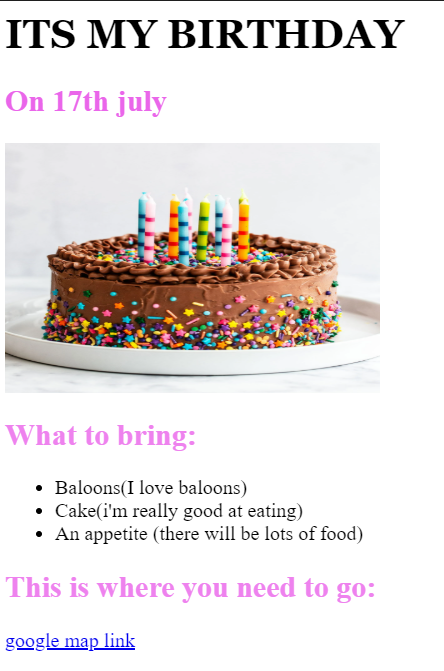 ITS MY BIRTHDAY
On 17th july
What to bring:
Baloons(I love baloons)
Cake(i'm really good at eating)
An appetite (there will be lots of food)
This is where you need to go:
google map link